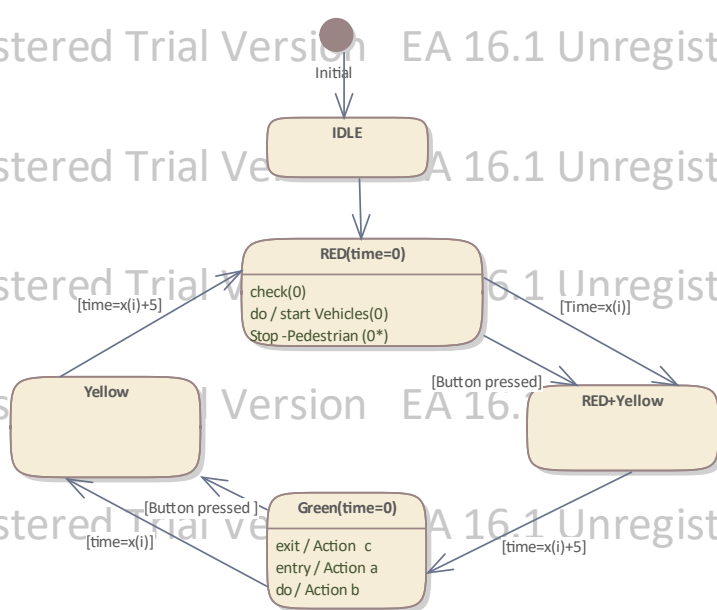 stered Trial Version EA 16.1 Unregist
Initial
IDLE
stered Trial Ve A 16.1 Unregist
RED(time=0)
check(0)
do / start Vehicles(0)
Stop -Pedestrian (0*)
stered Trial V 6.1 Unregist
[time=x(i)+5]
[Time=x(i)]
[Button pressed]
Yellow
RED+Yellow
Version EA 16.
[Button pressed ]
[time=x(i)]
Green(time=0)
exit / Action c
entry / Action a
do / Action b
[time=x(i)+5]
stered Trial Ve A 16.1 Unregist